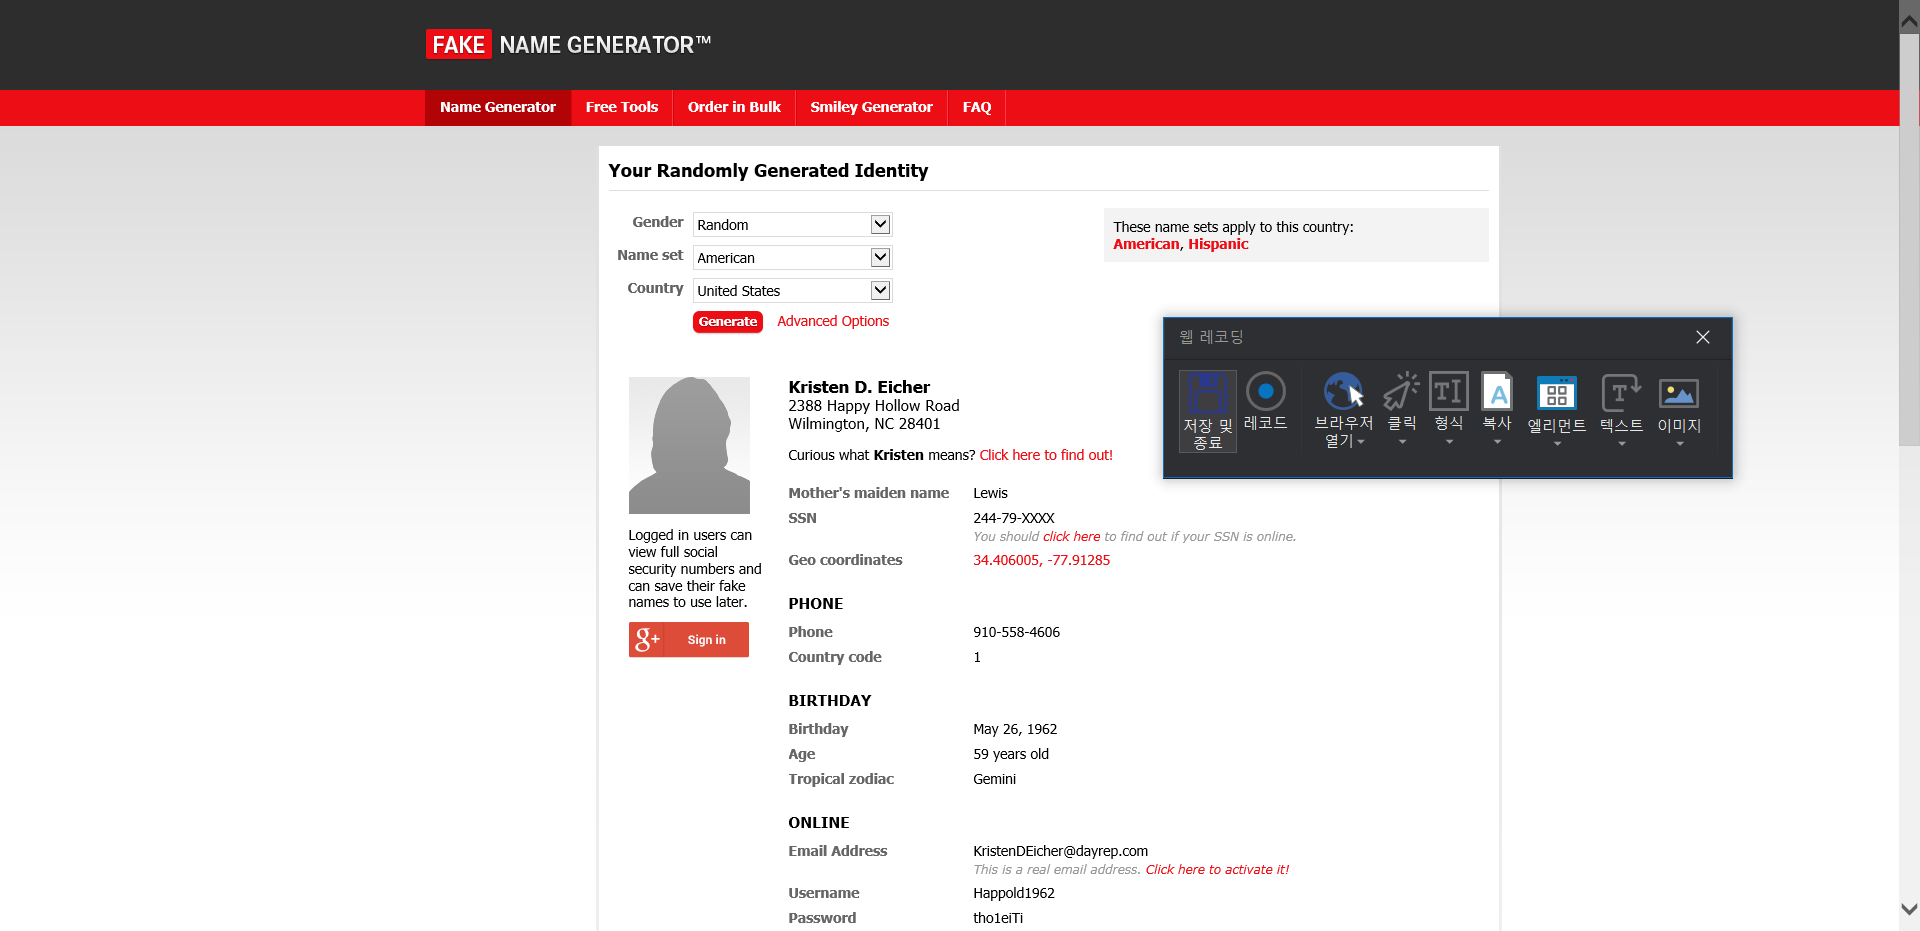 FAKE NAME GENERATOR™
Name Generator Free Tools Order in Bulk Smiley Generator FAQ
Your Randomly Generated Identity
Gender Random
Name set American
Country United States
Generate Advanced Options
These name sets apply to this country:
American, Hispanic
웹 레코딩
저장 및 종료
레코드
브라우저 열기
클릭
형식
복사
엘리먼트
텍스트
이미지
Logged in users can
view full social
security numbers and
can save their fake
names to use later.
g+ Sign in
Kristen D. Eicher
2388 Happy Hollow Road
Wilmington, NC 28401
Curious what Kristen means? Click here to find out!
Mother's maiden name Lewis
SSN 244-79-XXXX
You should click here to find out if your SSN is online.
Geo coordinates 34.406005, -77.91285
PHONE
Phone 910-558-4606
Country code 1
BIRTHDAY
Birthday May 26, 1962
Age 59 years old
Tropical zodiac Gemini
ONLINE
Email Address KristenDEicher@dayrep.com
This is a real email address. Click here to activate it!
Username Happold1962
Password tho1eiTi